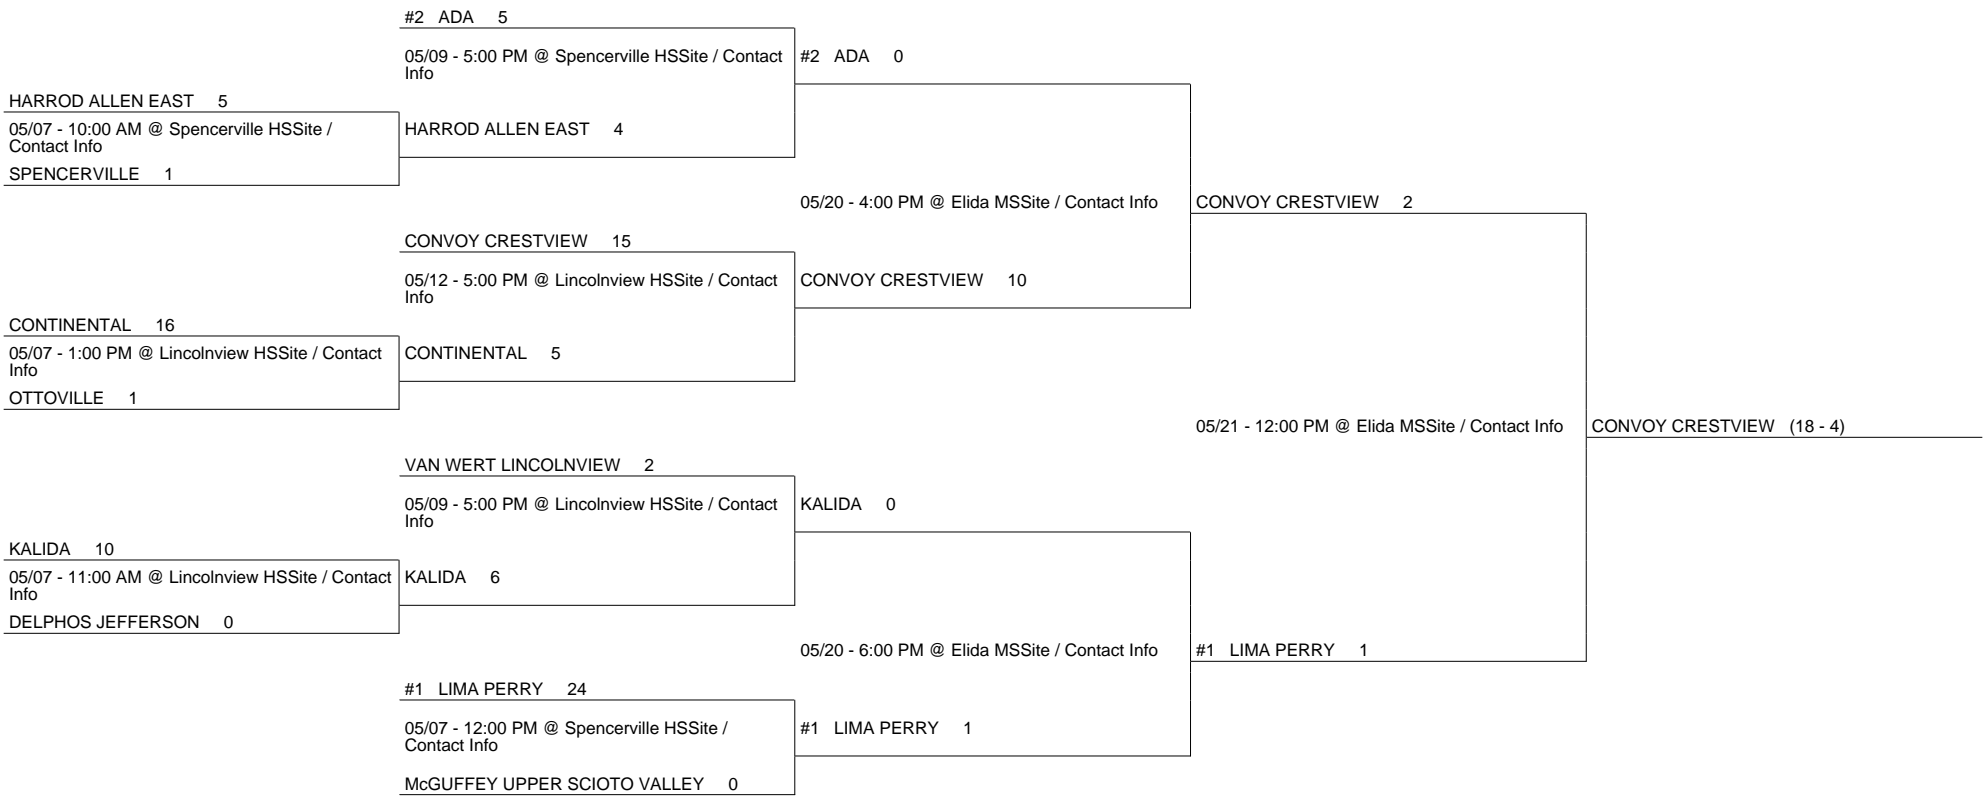 #2 ADA 5
05/09 - 5:00 PM @ Spencerville HSSite / Contact
Info
#2 ADA 0
HARROD ALLEN EAST 5
05/07 - 10:00 AM @ Spencerville HSSite /
Contact Info
HARROD ALLEN EAST 4
SPENCERVILLE 1
05/20 - 4:00 PM @ Elida MSSite / Contact Info
CONVOY CRESTVIEW 2
CONVOY CRESTVIEW 15
05/12 - 5:00 PM @ Lincolnview HSSite / Contact
Info
CONVOY CRESTVIEW 10
CONTINENTAL 16
05/07 - 1:00 PM @ Lincolnview HSSite / Contact
Info
CONTINENTAL 5
OTTOVILLE 1
05/21 - 12:00 PM @ Elida MSSite / Contact Info
CONVOY CRESTVIEW (18 - 4)
VAN WERT LINCOLNVIEW 2
05/09 - 5:00 PM @ Lincolnview HSSite / Contact
Info
KALIDA 0
KALIDA 10
05/07 - 11:00 AM @ Lincolnview HSSite / Contact
Info
KALIDA 6
DELPHOS JEFFERSON 0
05/20 - 6:00 PM @ Elida MSSite / Contact Info
#1 LIMA PERRY 1
#1 LIMA PERRY 24
05/07 - 12:00 PM @ Spencerville HSSite /
Contact Info
#1 LIMA PERRY 1
McGUFFEY UPPER SCIOTO VALLEY 0